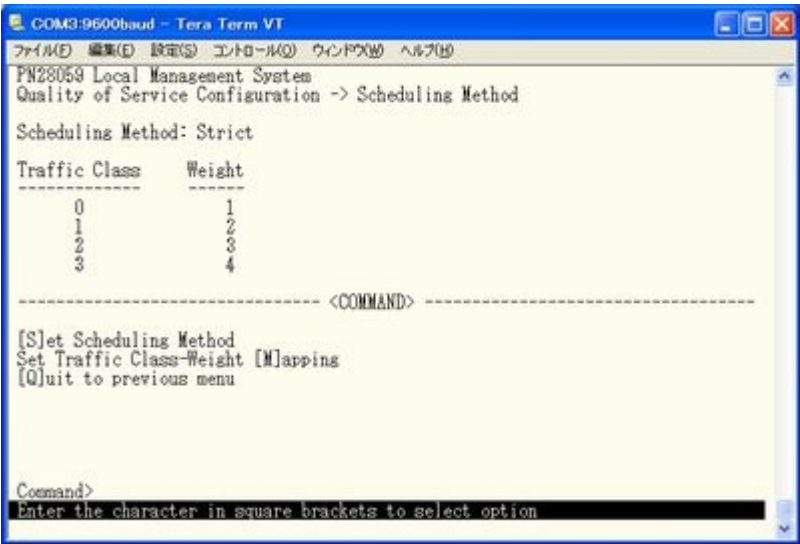 COM3:9600baud - Tera Term VT
ファイル(F) 編集(E) 設定(S) コントロール(O) ウィンドウ(W) ヘルプ(H)
PN28059 Local Management System
Quality of Service Configuration -> Scheduling Method
Scheduling Method: Strict
Traffic Class Weight
------------- ------
0 1
1 2
2 3
3 4
-------------------------------- <COMMAND> -----------------------------------
[S]et Scheduling Method
Set Traffic Class-Weight [M]apping
[Q]uit to previous menu
Command>
Enter the character in square brackets to select option